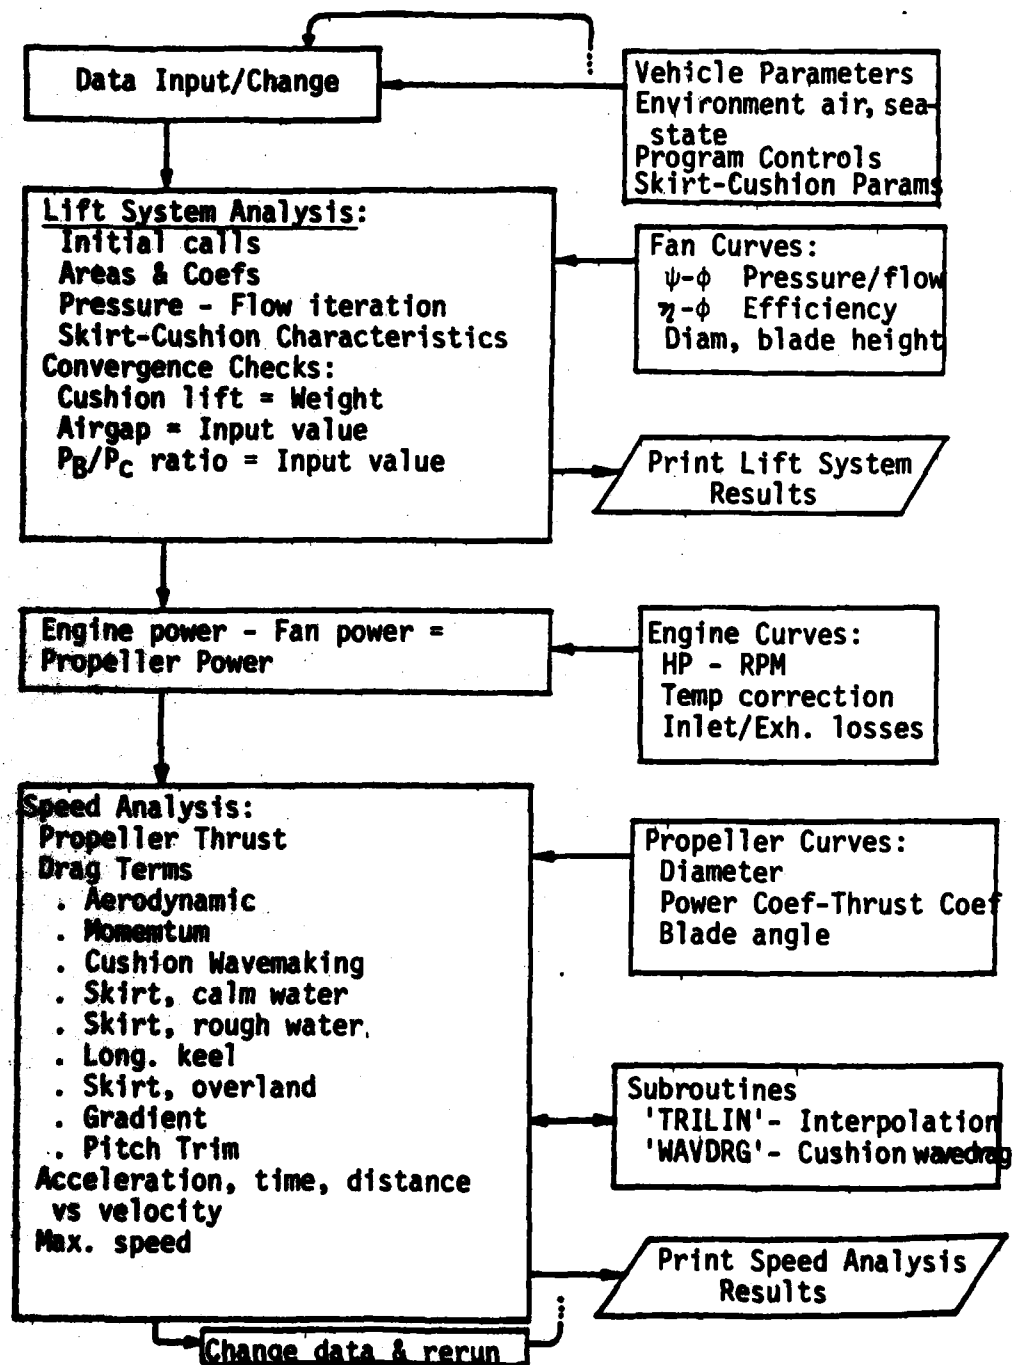 Data Input/Change
Vehicle Parameters
Environment air, sea-
state
Program Controls
Skirt-Cushion Params
Lift System Analysis:
Initial calls
Areas & Coefs
Pressure - Flow iteration
Skirt-Cushion Characteristics
Convergence Checks:
Cushion lift = Weight
Airgap = Input value
PB/PC ratio = Input value
Fan Curves:
ψ-ϕ Pressure/flow
η-ϕ Efficiency
Diam, blade height
Print Lift System
Results
Engine power - Fan power =
Propeller Power
Engine Curves:
HP - RPM
Temp correction
Inlet/Exh. losses
Speed Analysis:
Propeller Thrust
Drag Terms
. Aerodynamic
. Momemtum
. Cushion Wavemaking
. Skirt, calm water
. Skirt, rough water
. Long. keel
. Skirt, overland
. Gradient
. Pitch Trim
Acceleration, time, distance
vs velocity
Max. speed
Propeller Curves:
Diameter
Power Coef-Thrust Coef
Blade angle
Subroutines
'TRILIN'- Interpolation
'WAVDRG'- Cushion wavedrag
Print Speed Analysis
Results
Change data & rerun